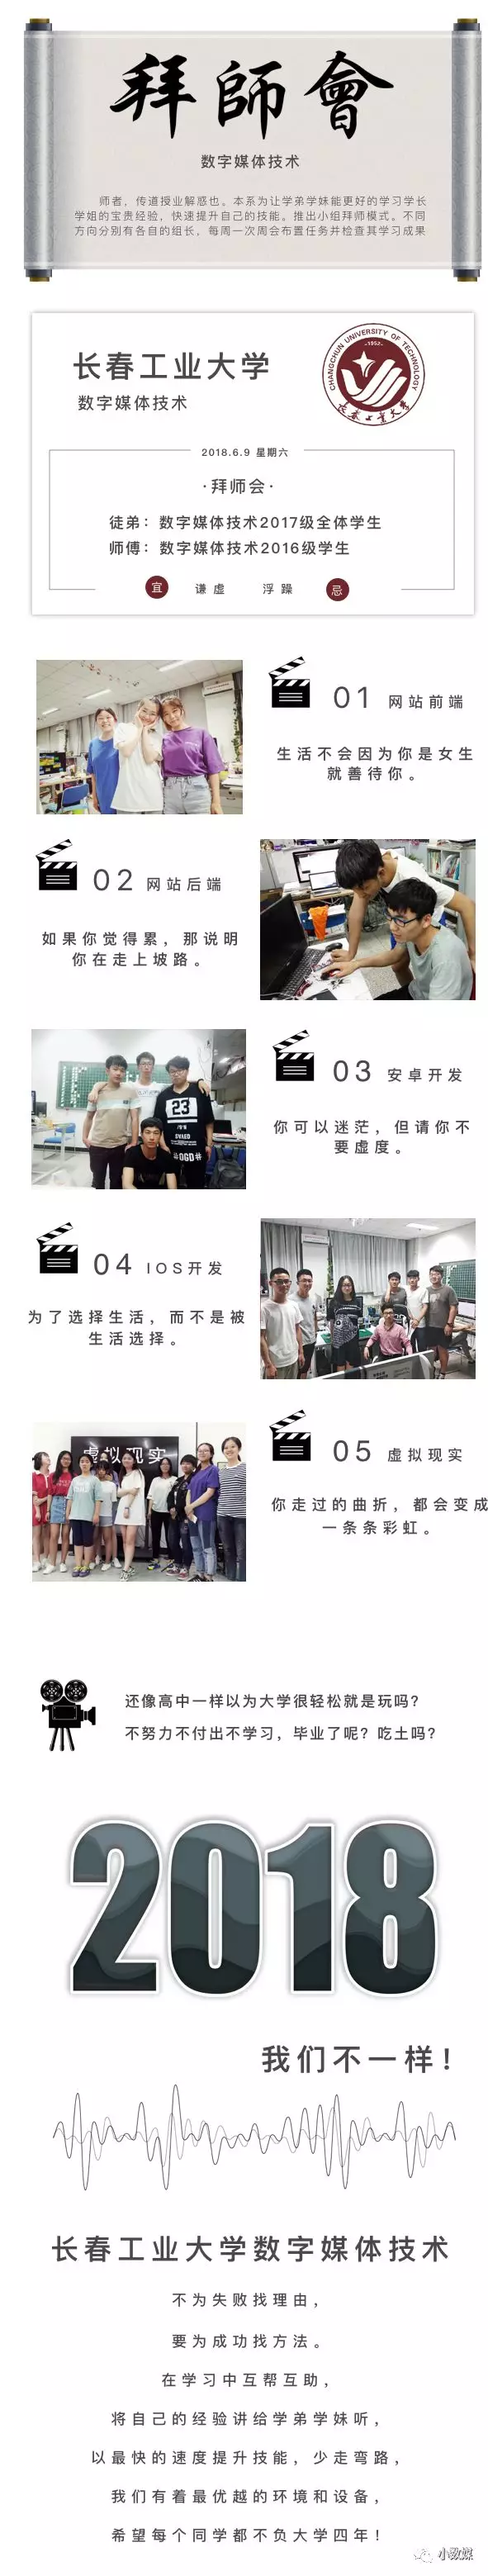 拜師會
数字媒体技术
师者，传道授业解惑也。本系为让学弟学妹能更好的学习学长
学姐的宝贵经验，快速提升自己的技能。推出小组拜师模式。不同
方向分别有各自的组长，每周一次周会布置任务并检查其学习成果
长春工业大学
数字媒体技术
CHANGCHUN UNIVERSITY OF TECHNOLOGY
·1952·
长春工业大学
2018.6.9 星期六
·拜师会·
徒弟：数字媒体技术2017级全体学生
师傅：数字媒体技术2016级学生
宜 谦虚 浮躁 忌
01 网站前端
生活不会因为你是女生
就善待你。
02 网站后端
如果你觉得累，那说明
你在走上坡路。
23
#OGD#
03 安卓开发
你可以迷茫，但请你不
要虚度。
04 IOS开发
为了选择生活，而不是被
生活选择。
虚拟现实
05 虚拟现实
你走过的曲折，都会变成
一条条彩虹。
还像高中一样以为大学很轻松就是玩吗？
不努力不付出不学习，毕业了呢？吃土吗？
2018
我们不一样！
长春工业大学数字媒体技术
不为失败找理由，
要为成功找方法。
在学习中互帮互助，
将自己的经验讲给学弟学妹听，
以最快的速度提升技能，少走弯路，
我们有着最优越的环境和设备，
希望每个同学都不负大学四年！
小数媒